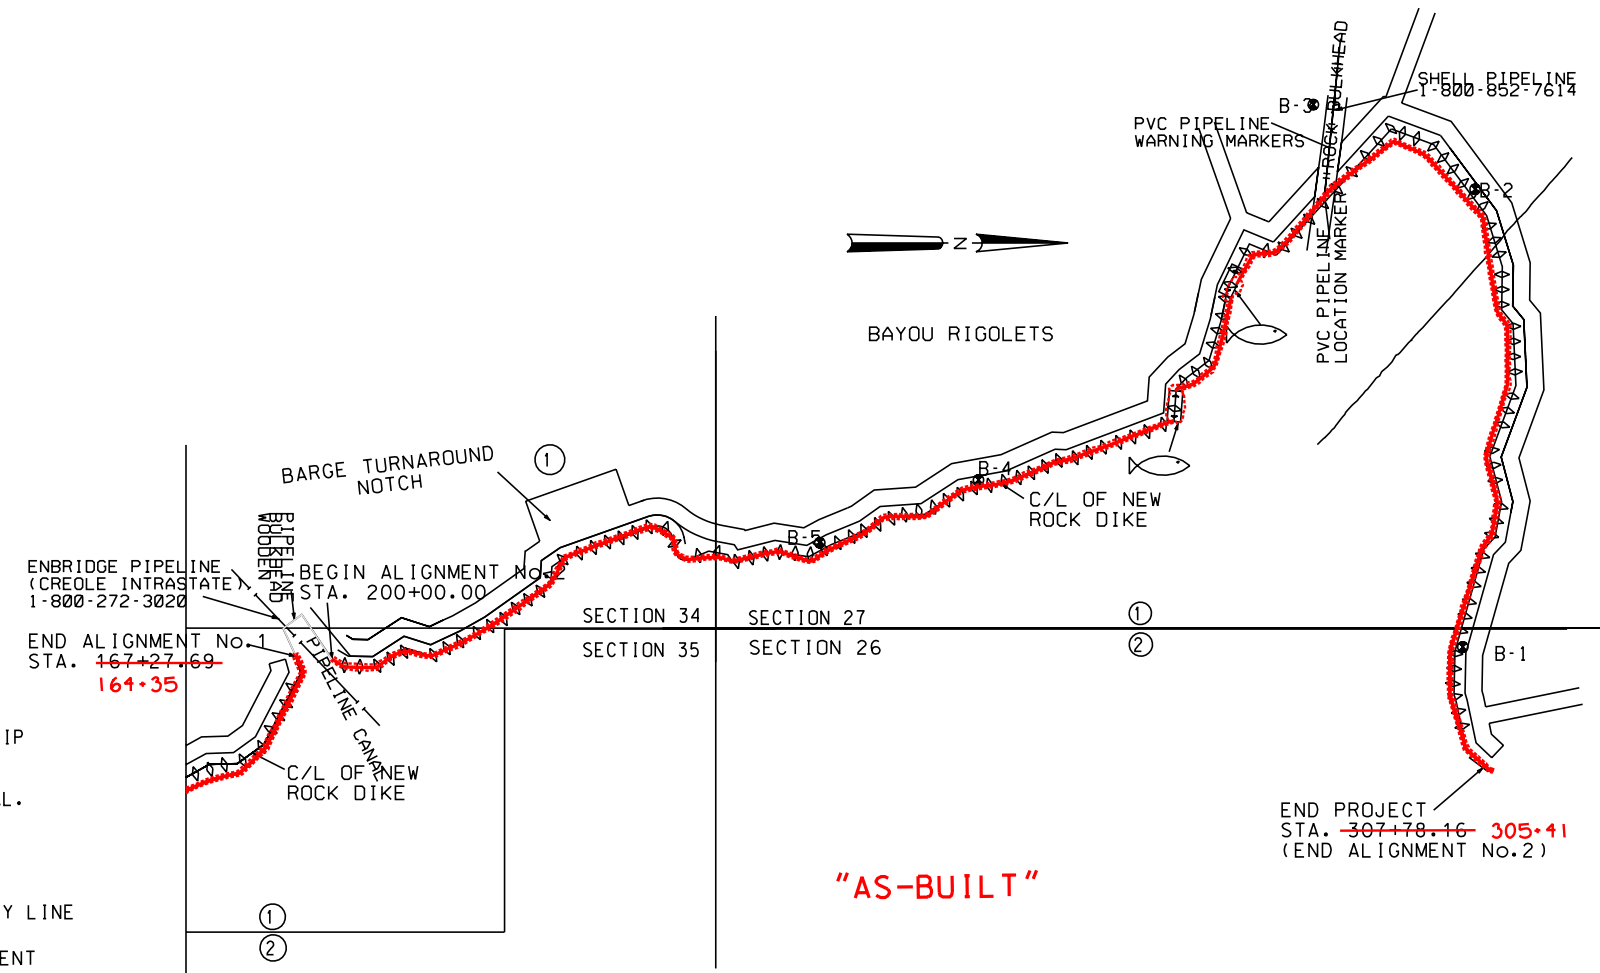 SHELL PIPELINE
1-800-852-7614
B-3
"ROCK BULKHEAD
PVC PIPELINE
WARNING MARKERS
B-2
N
PVC PIPELINE
LOCATION MARKER
BAYOU RIGOLETS
BARGE TURNAROUND
NOTCH
1
B-4
C/L OF NEW
ROCK DIKE
B-5
PIPELINE
BULKHEAD
WOODEN
ENBRIDGE PIPELINE
(CREOLE INTRASTATE)
1-800-272-3020
BEGIN ALIGNMENT No.2
STA. 200+00.00
SECTION 34
SECTION 27
1
SECTION 35
SECTION 26
2
END ALIGNMENT No.1
STA. 167+27.69
164+35
PIPELINE CANAL
B-1
IP
C/L OF NEW
ROCK DIKE
L.
END PROJECT
STA. 307+78.16 305+41
(END ALIGNMENT No.2)
"AS-BUILT"
Y LINE
1
2
ENT